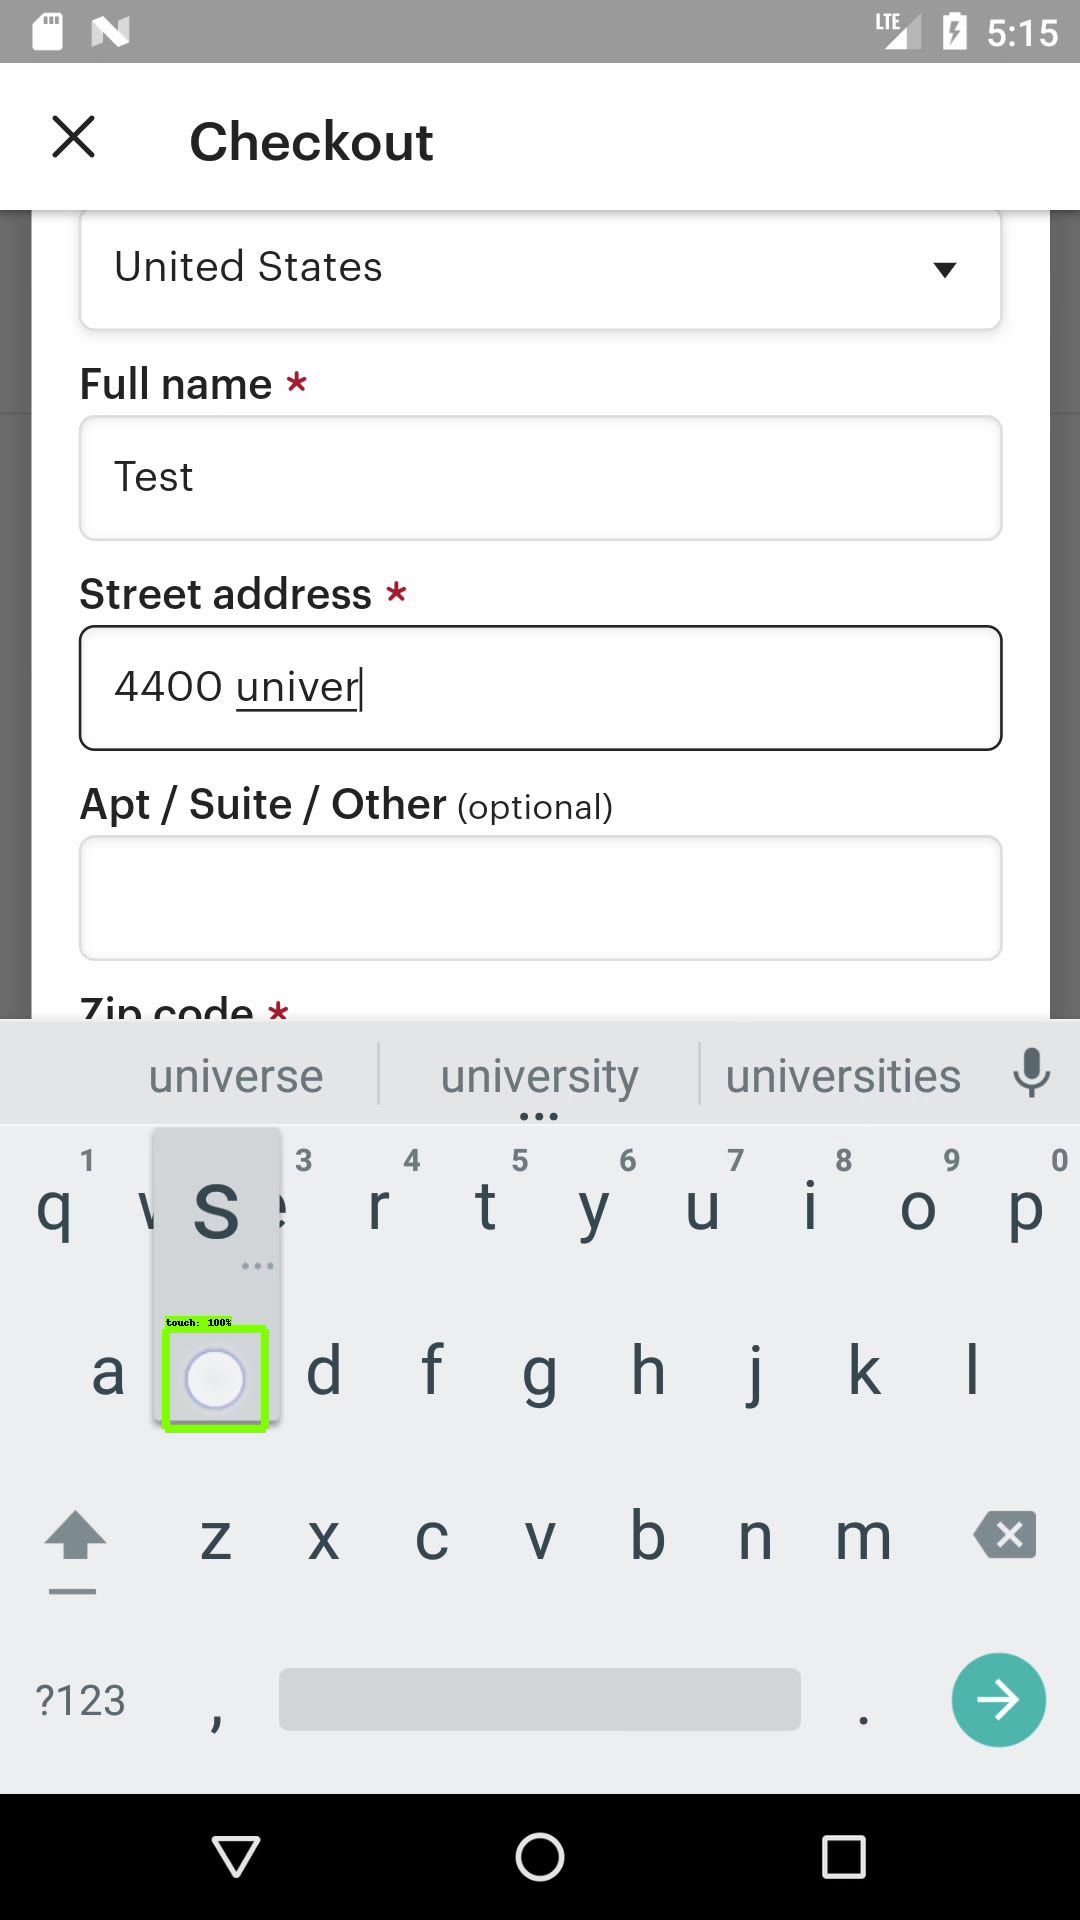 LTE 5:15
Checkout
United States
Full name *
Test
Street address *
4400 univer
Apt / Suite / Other (optional)
Zip code *
universe university universities
1 3 4 5 6 7 8 9 0
q w s e r t y u i o p
touch: 100%
a d f g h j k l
z x c v b n m
?123 , .